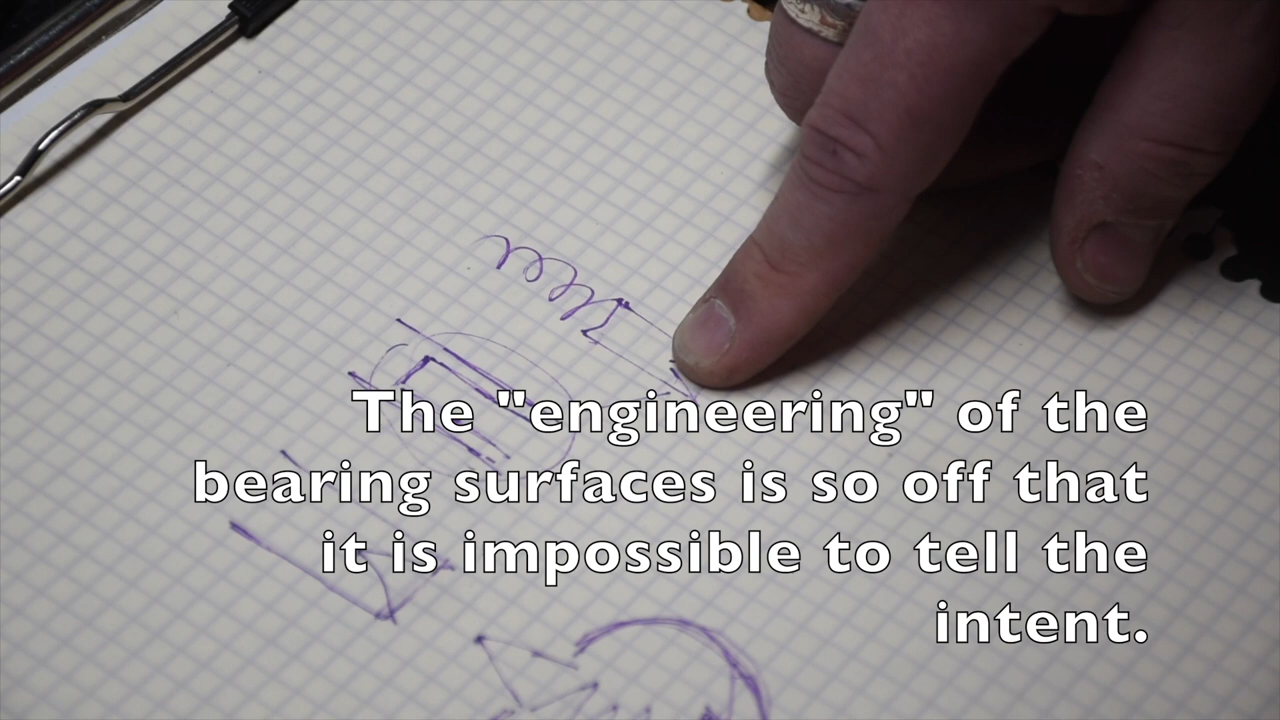 The "engineering" of the
bearing surfaces is so off that
it is impossible to tell the
intent.